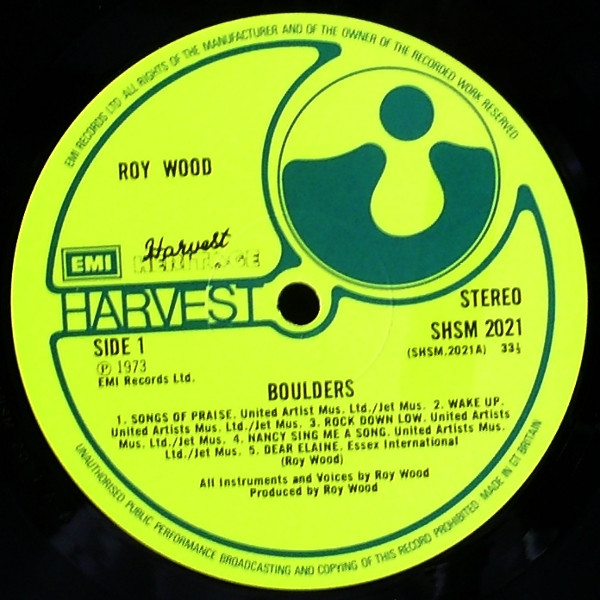 EMI RECORDS LTD ALL RIGHTS OF THE MANUFACTURER AND OF THE OWNER OF THE RECORDED WORK RESERVED
ROY WOOD
EMI
Harvest
HERITAGE
HARVEST
STEREO
SIDE 1
SHSM 2021
(SHSM.2021A) 33⅓
Ⓟ 1973
EMI Records Ltd.
BOULDERS
1. SONGS OF PRAISE. United Artist Mus. Ltd./Jet Mus. 2. WAKE UP.
United Artists Mus. Ltd./Jet Mus. 3. ROCK DOWN LOW. United Artists
Mus. Ltd./Jet Mus. 4. NANCY SING ME A SONG. United Artists Mus.
Ltd./Jet Mus. 5. DEAR ELAINE. Essex International
(Roy Wood)
All Instruments and Voices by Roy Wood
Produced by Roy Wood
UNAUTHORISED PUBLIC PERFORMANCE BROADCASTING AND COPYING OF THIS RECORD PROHIBITED MADE IN GT BRITAIN